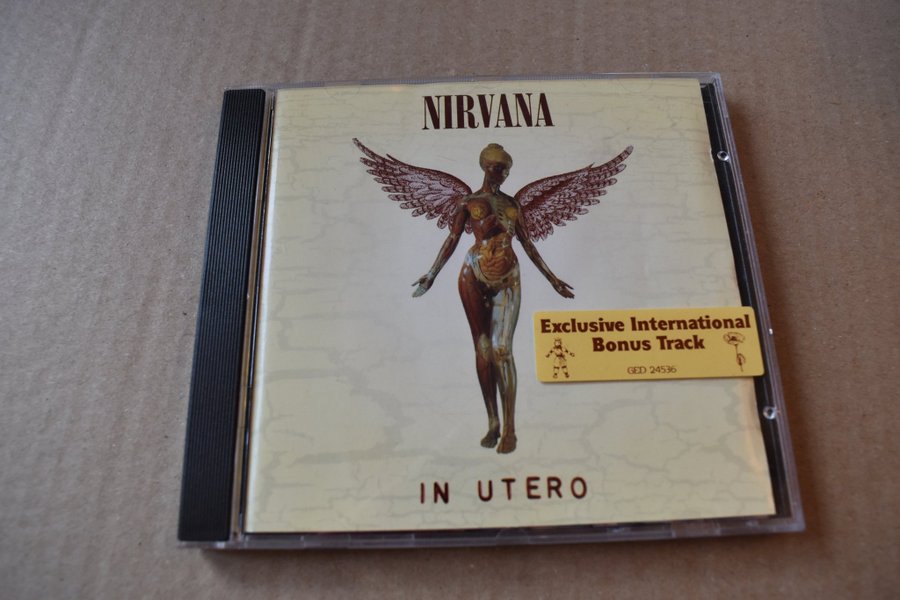 NIRVANA
Exclusive International
Bonus Track
GED 24536
IN UTERO